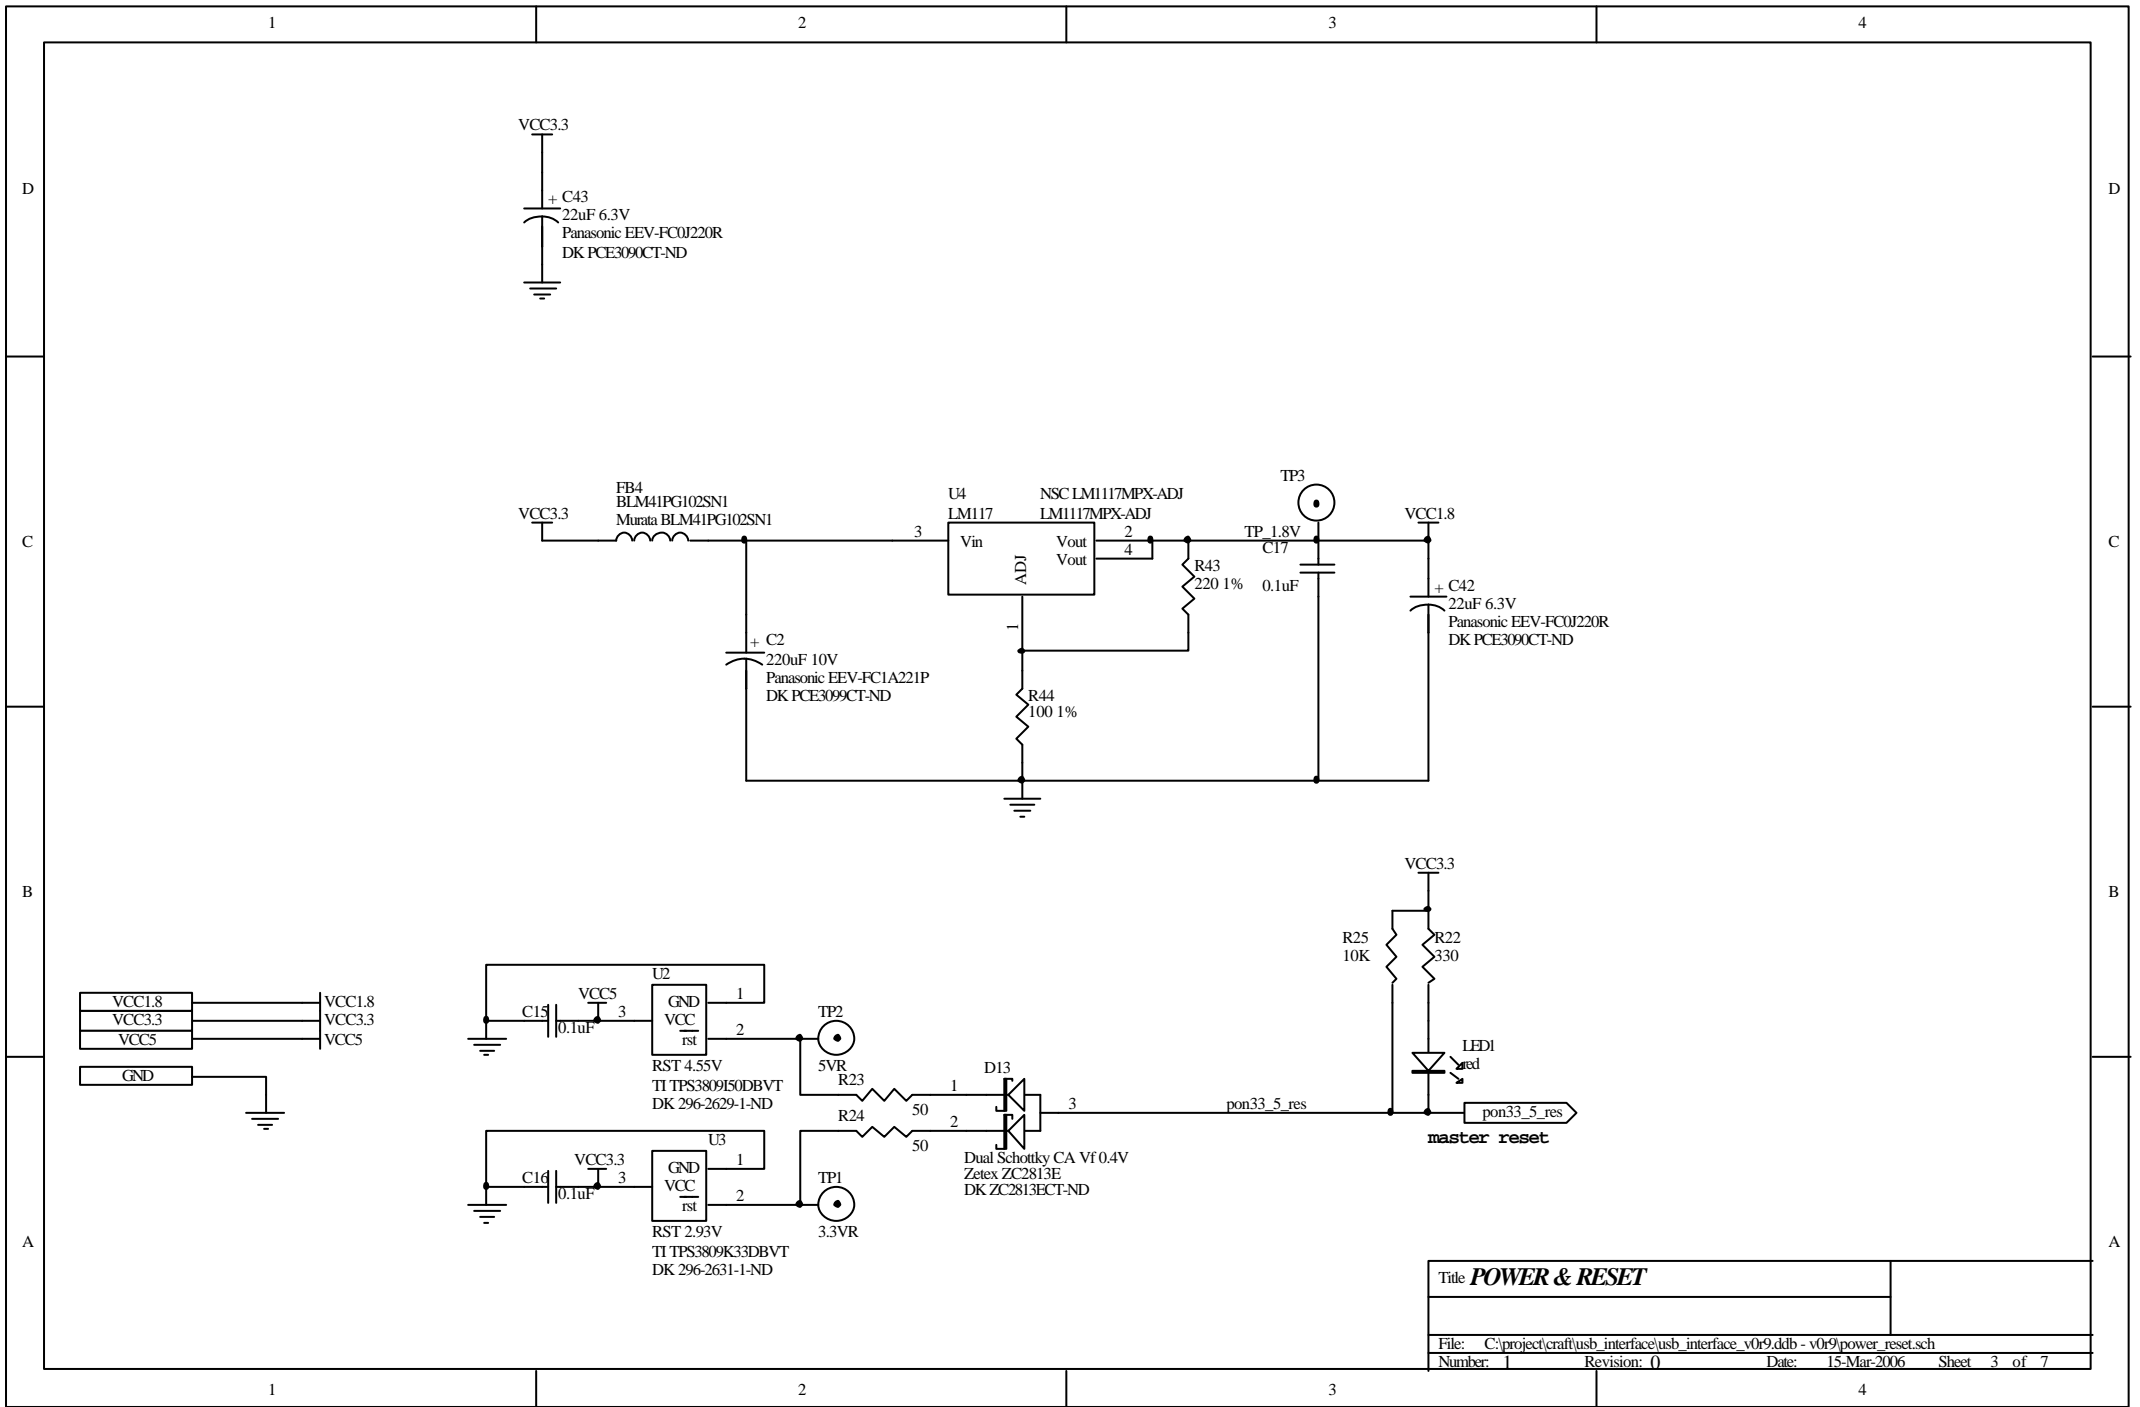 1 2 3 4
D D
VCC3.3
+ C43
22uF 6.3V
Panasonic EEV-FC0J220R
DK PCE3090CT-ND
C C
VCC3.3
FB4
BLM41PG102SN1
Murata BLM41PG102SN1
U4
LM117
NSC LM1117MPX-ADJ
LM1117MPX-ADJ
3 Vin Vout 2
Vout 4
ADJ
1
TP3
TP_1.8V
C17
0.1uF
VCC1.8
R43
220 1%
+ C42
22uF 6.3V
Panasonic EEV-FC0J220R
DK PCE3090CT-ND
+ C2
220uF 10V
Panasonic EEV-FC1A221P
DK PCE3099CT-ND
R44
100 1%
B B
VCC3.3
R25
10K
R22
330
LED1
red
VCC1.8 VCC1.8
VCC3.3 VCC3.3
VCC5 VCC5
GND
U2
C15
0.1uF
VCC5
3
GND 1
VCC
rst 2
RST 4.55V
TI TPS3809I50DBVT
DK 296-2629-1-ND
TP2
5VR
R23
50
1
D13
3
pon33_5_res
pon33_5_res
master reset
R24
50
2
Dual Schottky CA Vf 0.4V
Zetex ZC2813E
DK ZC2813ECT-ND
U3
C16
0.1uF
VCC3.3
3
GND 1
VCC
rst 2
RST 2.93V
TI TPS3809K33DBVT
DK 296-2631-1-ND
TP1
3.3VR
A A
Title POWER & RESET
File: C:\project\craft\usb_interface\usb_interface_v0r9.ddb - v0r9\power_reset.sch
Number: 1 Revision: 0 Date: 15-Mar-2006 Sheet 3 of 7
1 2 3 4